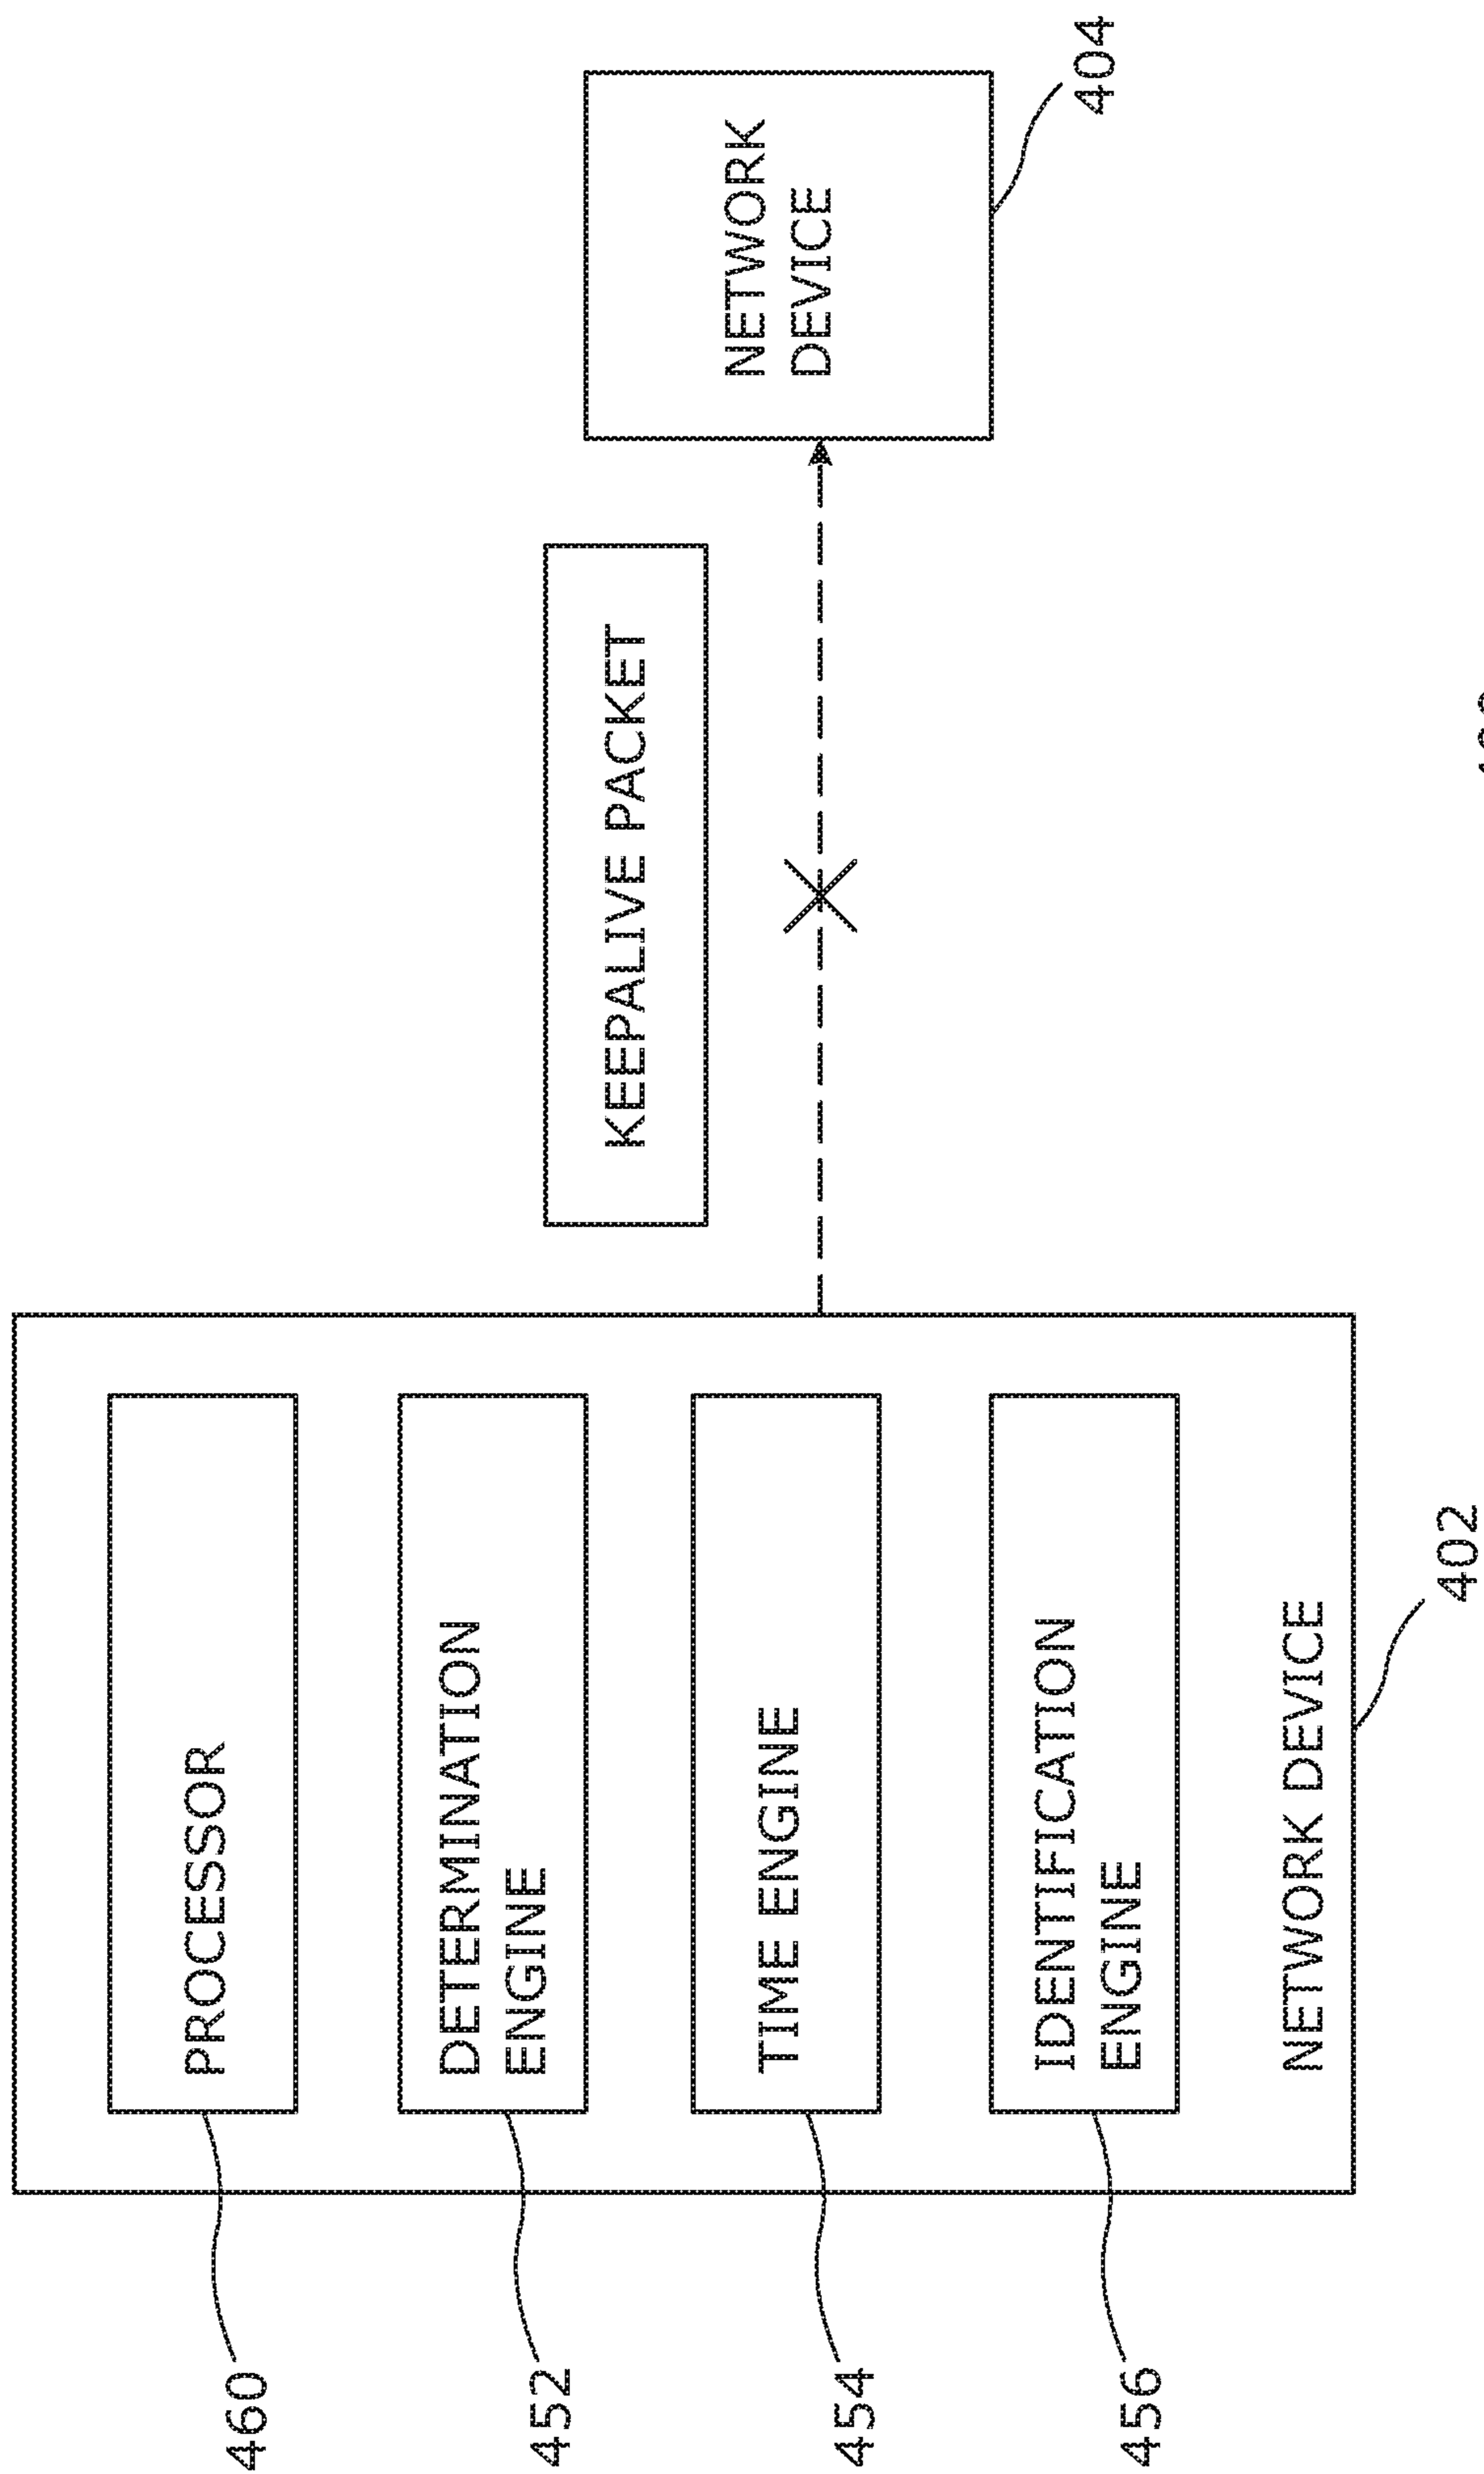 460
PROCESSOR
452
DETERMINATION
ENGINE
454
TIME ENGINE
456
IDENTIFICATION
ENGINE
NETWORK DEVICE
402
KEEPALIVE PACKET
NETWORK
DEVICE
404